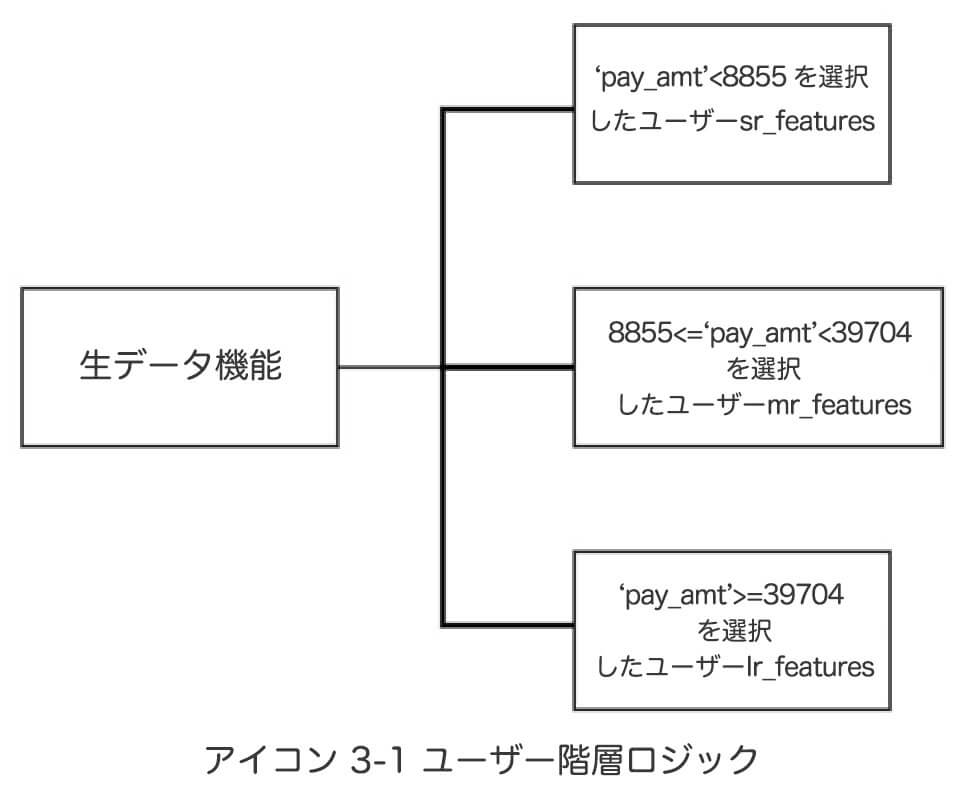 ‘pay_amt’<8855 を選択
したユーザーsr_features
生データ機能
8855<=‘pay_amt’<39704
を選択
したユーザーmr_features
‘pay_amt’>=39704
を選択
したユーザーlr_features
アイコン 3-1 ユーザー階層ロジック